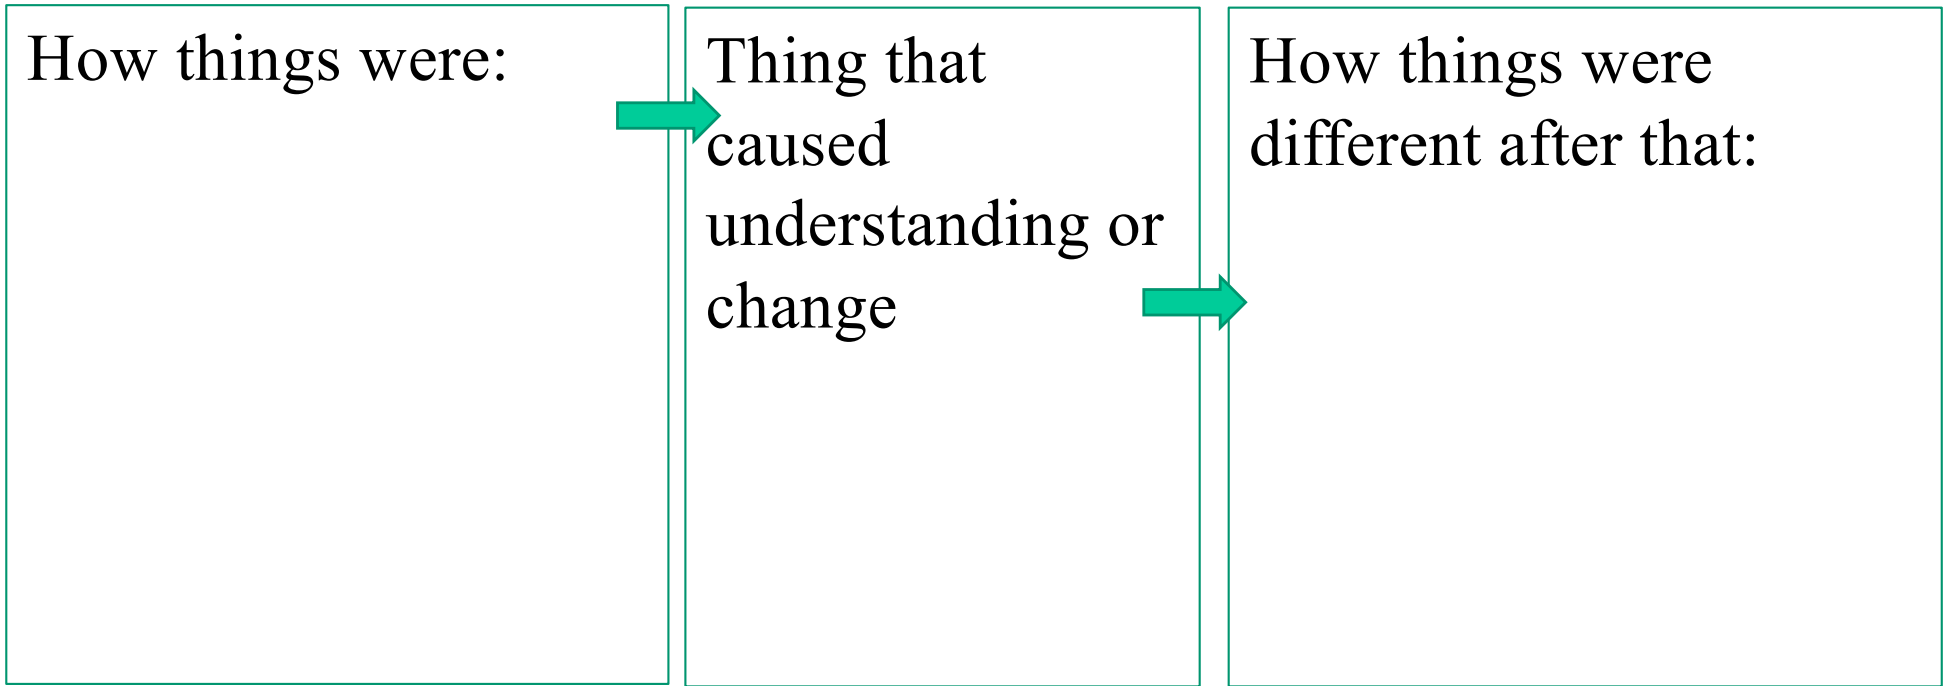 How things were:
Thing that
caused
understanding or
change
How things were
different after that: